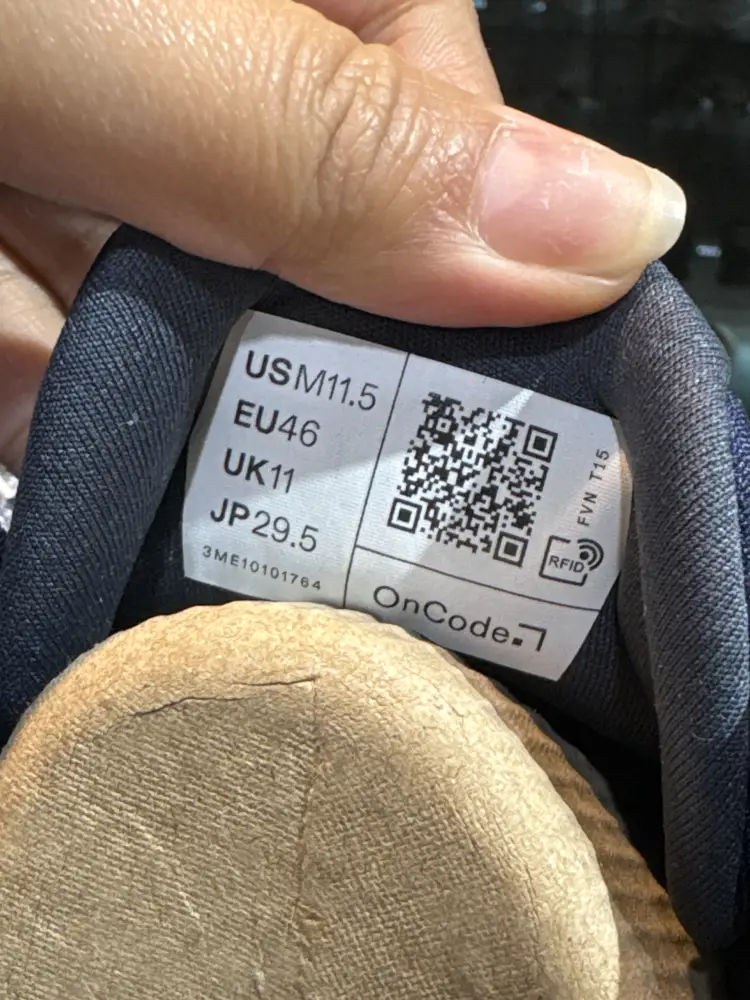 USM11.5
EU46
UK11
JP29.5
3ME10101764
FVN T15
RFID
OnCode